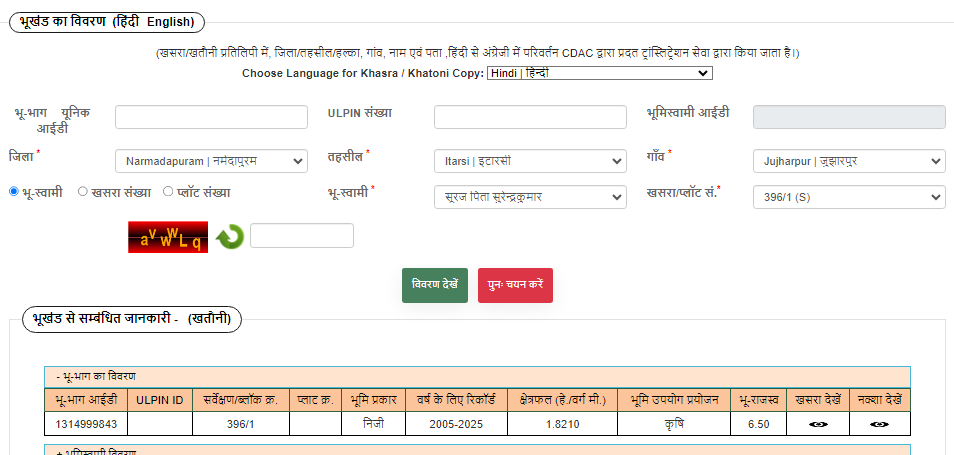 भूखंड का विवरण (हिंदी English)
(खसरा/खतौनी प्रतिलिपि में, जिला/तहसील/हल्का, गांव, नाम एवं पता ,हिंदी से अंग्रेजी में परिवर्तन CDAC द्वारा प्रदत ट्रांस्लिट्रेशन सेवा द्वारा किया जाता है।)
Choose Language for Khasra / Khatoni Copy: Hindi | हिन्दी
भू-भाग यूनिक आईडी
ULPIN संख्या
भूमिस्वामी आईडी
जिला * Narmadapuram | नर्मदापुरम
तहसील * Itarsi | इटारसी
गाँव * Jujharpur | जुझारपुर
भू-स्वामी खसरा संख्या प्लॉट संख्या
भू-स्वामी * सूरज पिता सुरेन्द्रकुमार
खसरा/प्लॉट सं.* 396/1 (S)
aVwWLq
विवरण देखें पुनः चयन करें
भूखंड से सम्बंधित जानकारी - (खतौनी)
- भू-भाग का विवरण
भू-भाग आईडी ULPIN ID सर्वेक्षण/ब्लॉक क्र. प्लाट क्र. भूमि प्रकार वर्ष के लिए रिकॉर्ड क्षेत्रफल (हे./वर्ग मी.) भूमि उपयोग प्रयोजन भू-राजस्व खसरा देखें नक्शा देखें
1314999843 396/1 निजी 2005-2025 1.8210 कृषि 6.50
+ भूमिस्वामी विवरण